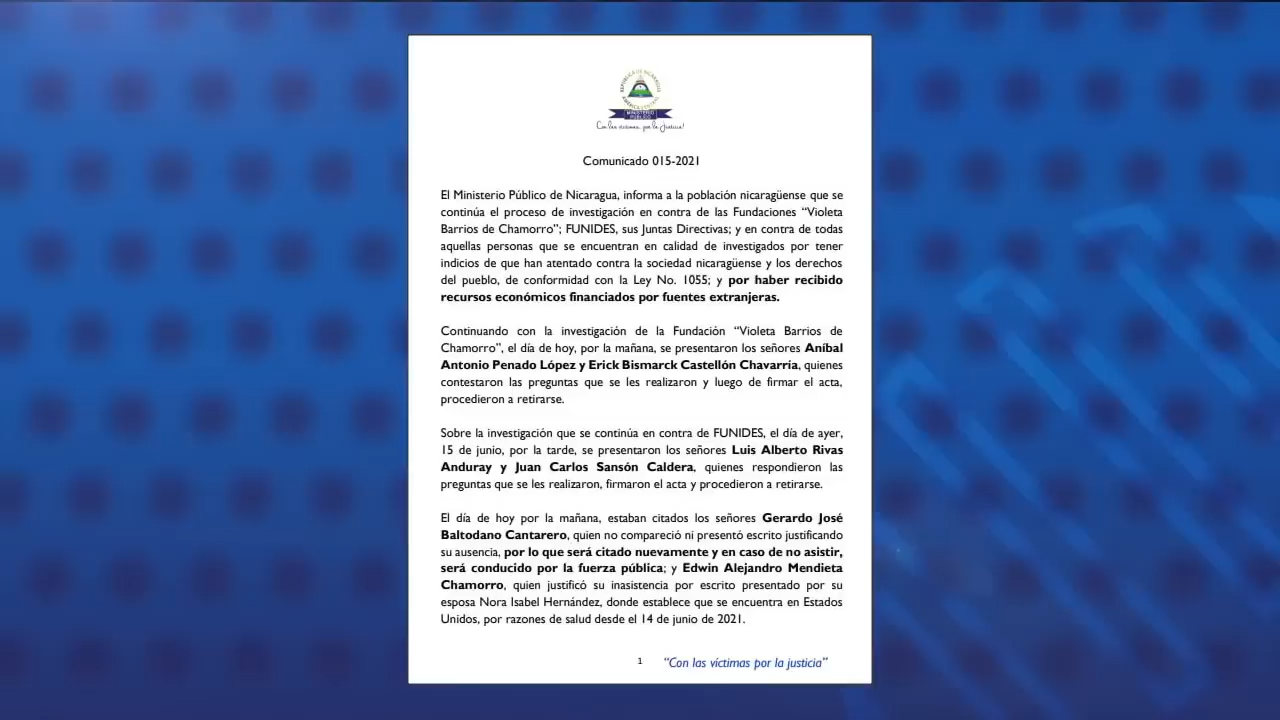 REPÚBLICA DE NICARAGUA
AMÉRICA CENTRAL
MINISTERIO
PÚBLICO
Con las víctimas, por la Justicia!
Comunicado 015-2021
El Ministerio Público de Nicaragua, informa a la población nicaragüense que se
continúa el proceso de investigación en contra de las Fundaciones “Violeta
Barrios de Chamorro”; FUNIDES, sus Juntas Directivas; y en contra de todas
aquellas personas que se encuentran en calidad de investigados por tener
indicios de que han atentado contra la sociedad nicaragüense y los derechos
del pueblo, de conformidad con la Ley No. 1055; y por haber recibido
recursos económicos financiados por fuentes extranjeras.
Continuando con la investigación de la Fundación “Violeta Barrios de
Chamorro”, el día de hoy, por la mañana, se presentaron los señores Aníbal
Antonio Penado López y Erick Bismarck Castellón Chavarría, quienes
contestaron las preguntas que se les realizaron y luego de firmar el acta,
procedieron a retirarse.
Sobre la investigación que se continúa en contra de FUNIDES, el día de ayer,
15 de junio, por la tarde, se presentaron los señores Luis Alberto Rivas
Anduray y Juan Carlos Sansón Caldera, quienes respondieron las
preguntas que se les realizaron, firmaron el acta y procedieron a retirarse.
El día de hoy por la mañana, estaban citados los señores Gerardo José
Baltodano Cantarero, quien no compareció ni presentó escrito justificando
su ausencia, por lo que será citado nuevamente y en caso de no asistir,
será conducido por la fuerza pública; y Edwin Alejandro Mendieta
Chamorro, quien justificó su inasistencia por escrito presentado por su
esposa Nora Isabel Hernández, donde establece que se encuentra en Estados
Unidos, por razones de salud desde el 14 de junio de 2021.
1 “Con las víctimas por la justicia”